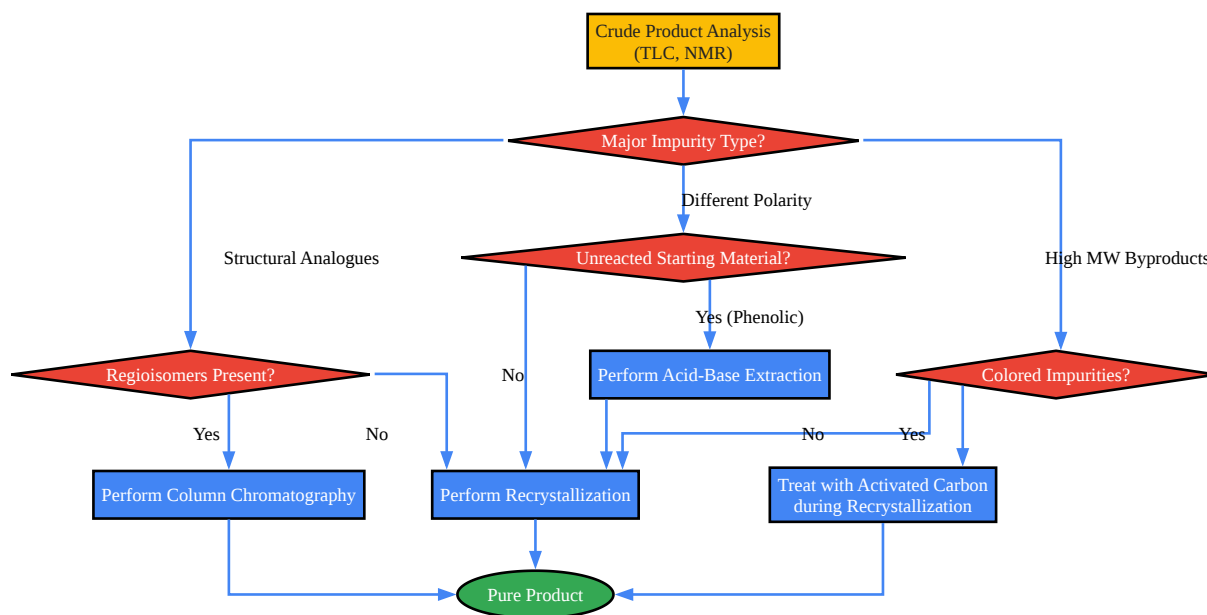 Crude Product Analysis
(TLC, NMR)
Major Impurity Type?
Different Polarity
Structural Analogues
Unreacted Starting Material?
High MW Byproducts
Yes (Phenolic)
Regioisomers Present?
No
Perform Acid-Base Extraction
Colored Impurities?
Yes
No
No
Yes
Perform Column Chromatography
Perform Recrystallization
Treat with Activated Carbon
during Recrystallization
Pure Product